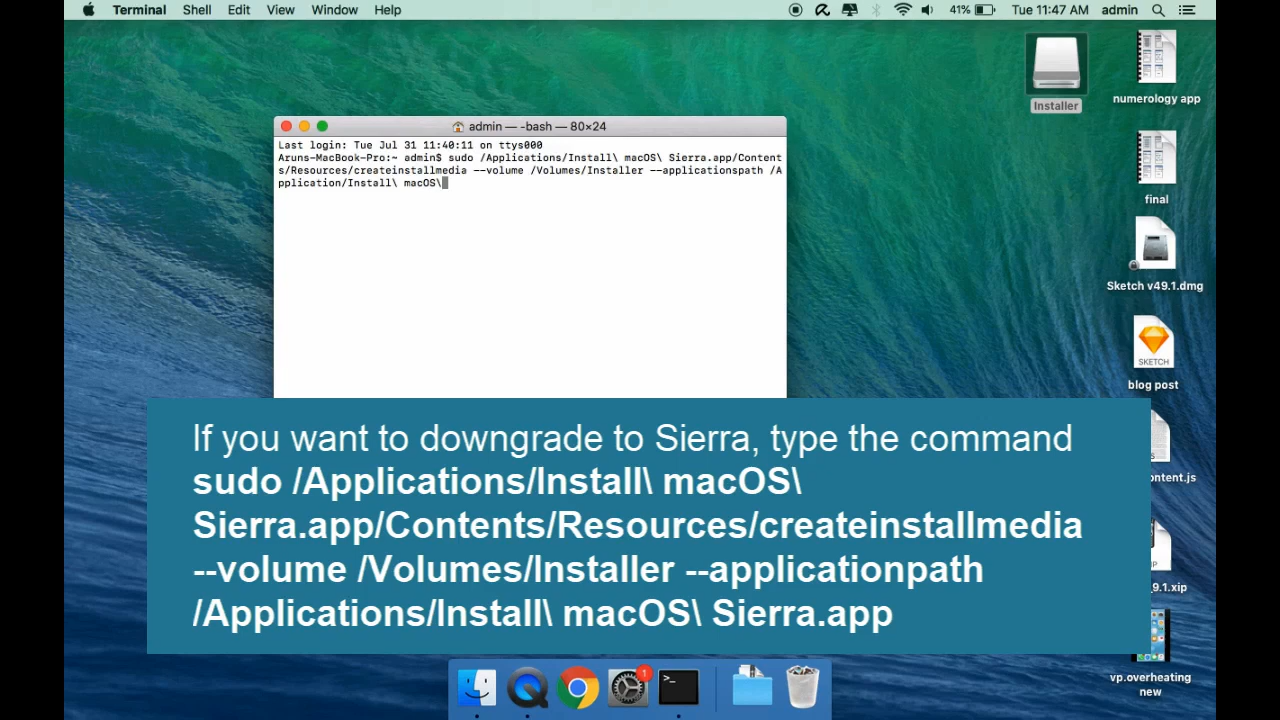 Terminal Shell Edit View Window Help 41% Tue 11:47 AM admin
Installer
numerology app
admin — -bash — 80×24
Last login: Tue Jul 31 11:40:11 on ttys000
Aruns-MacBook-Pro:~ admin$ sudo /Applications/Install\ macOS\ Sierra.app/Content
s/Resources/createinstallmedia --volume /Volumes/Installer --applicationspath /A
pplication/Install\ macOS\
final
Sketch v49.1.dmg
SKETCH
blog post
If you want to downgrade to Sierra, type the command
sudo /Applications/Install\ macOS\
Sierra.app/Contents/Resources/createinstallmedia
--volume /Volumes/Installer --applicationpath
/Applications/Install\ macOS\ Sierra.app
ontent.js
_9.1.xip
1
>_
vp.overheating
new